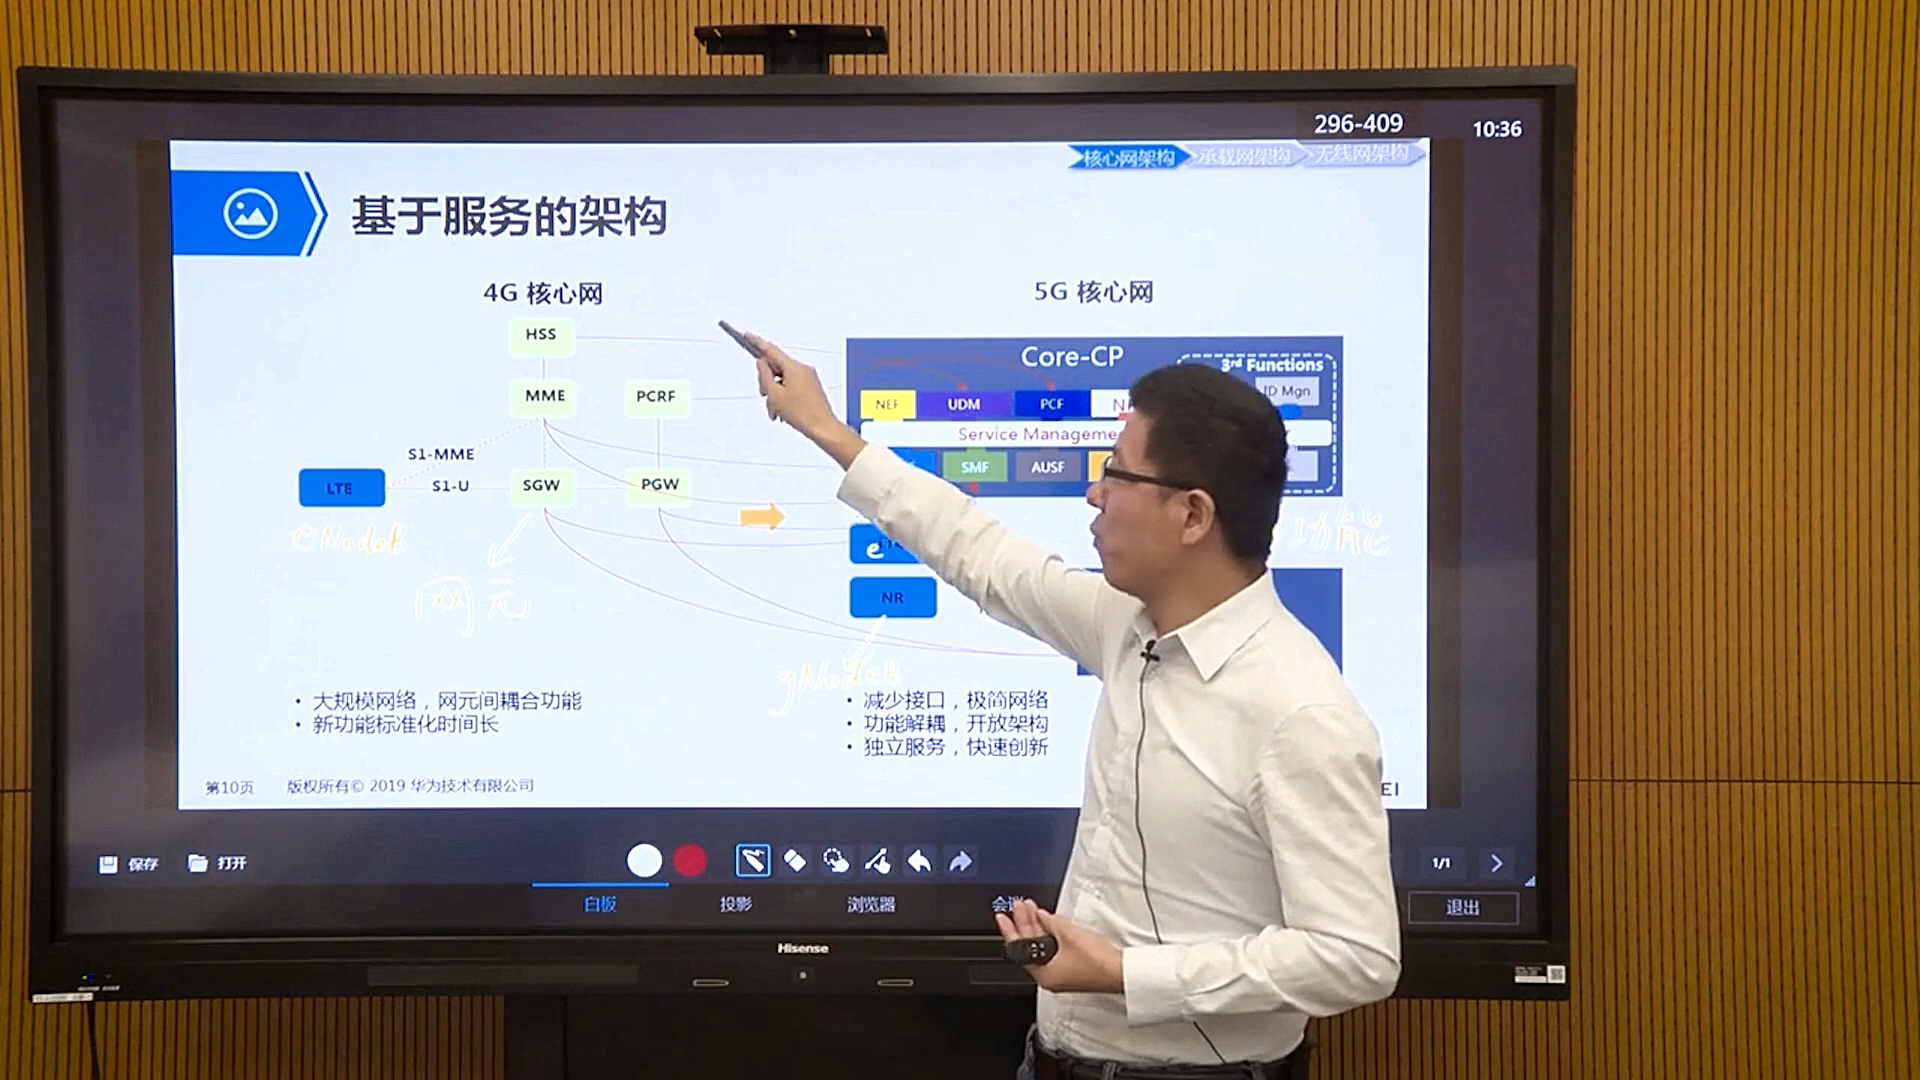 296-409
10:36
核心网架构 承载网架构 无线网架构
基于服务的架构
4G 核心网
5G 核心网
HSS
MME
PCRF
S1-MME
S1-U
LTE
SGW
PGW
eNodeB
网元
Core-CP
3rd Functions
ID Mgn
NEF
UDM
PCF
SMF
AUSF
NR
功能
gNodeB
• 大规模网络，网元间耦合功能
• 新功能标准化时间长
• 减少接口，极简网络
• 功能解耦，开放架构
• 独立服务，快速创新
第10页 版权所有© 2019 华为技术有限公司
保存 打开
1/1
白板 投影 浏览器
退出
Hisense